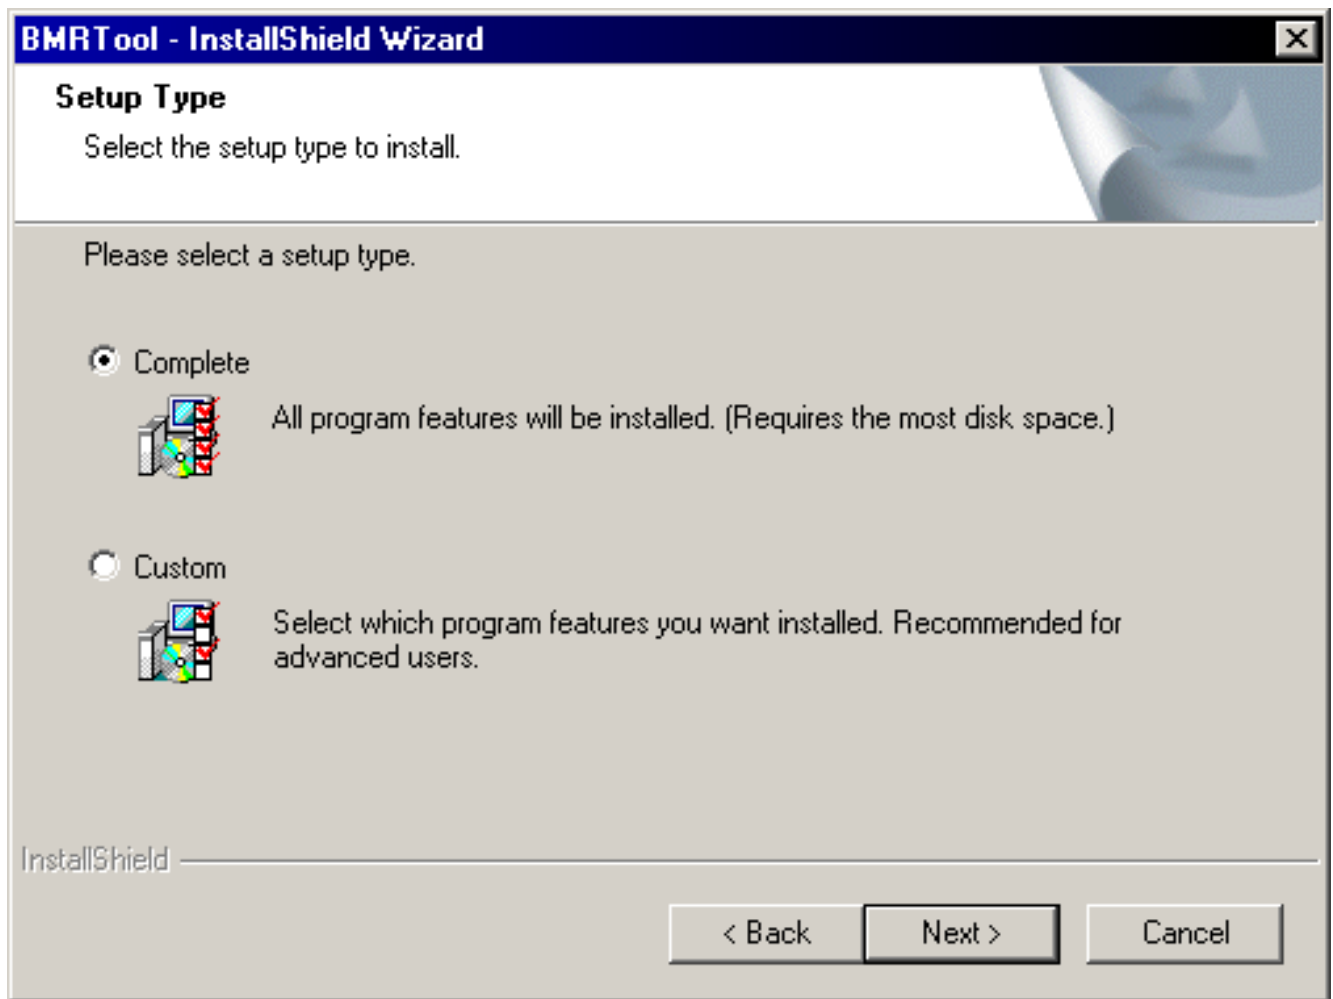 BMRTool - InstallShield Wizard
Setup Type
Select the setup type to install.
Please select a setup type.
Complete
All program features will be installed. (Requires the most disk space.)
Custom
Select which program features you want installed. Recommended for
advanced users.
InstallShield
< Back
Next >
Cancel